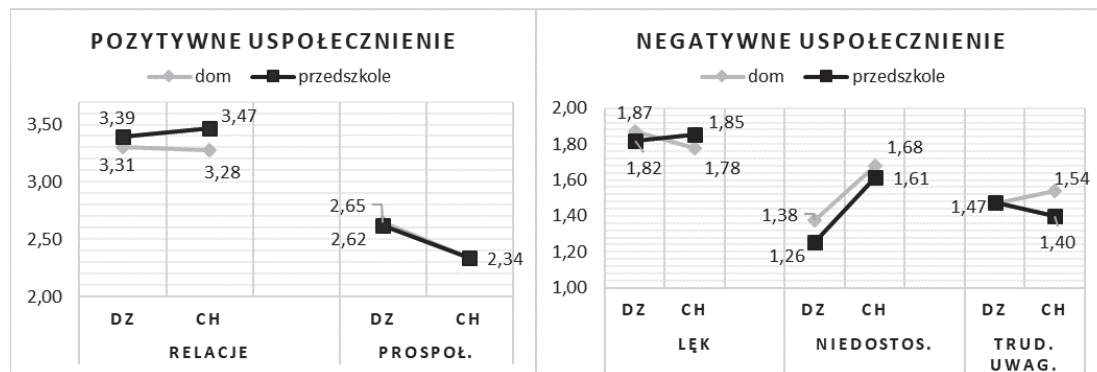 POZYTYWNE USPOŁECZNIENIE
dom przedszkole
3,50
3,00
2,50
2,00
3,39 3,47
3,31 3,28
2,65
2,62 2,34
DZ CH DZ CH
RELACJE PROSPOŁ.
NEGATYWNE USPOŁECZNIENIE
dom przedszkole
2,00
1,80
1,60
1,40
1,20
1,00
1,87 1,85
1,82 1,78
1,68
1,38 1,61
1,26
1,54
1,47
1,40
DZ CH DZ CH DZ CH
LĘK NIEDOSTOS. TRUD.
UWAG.